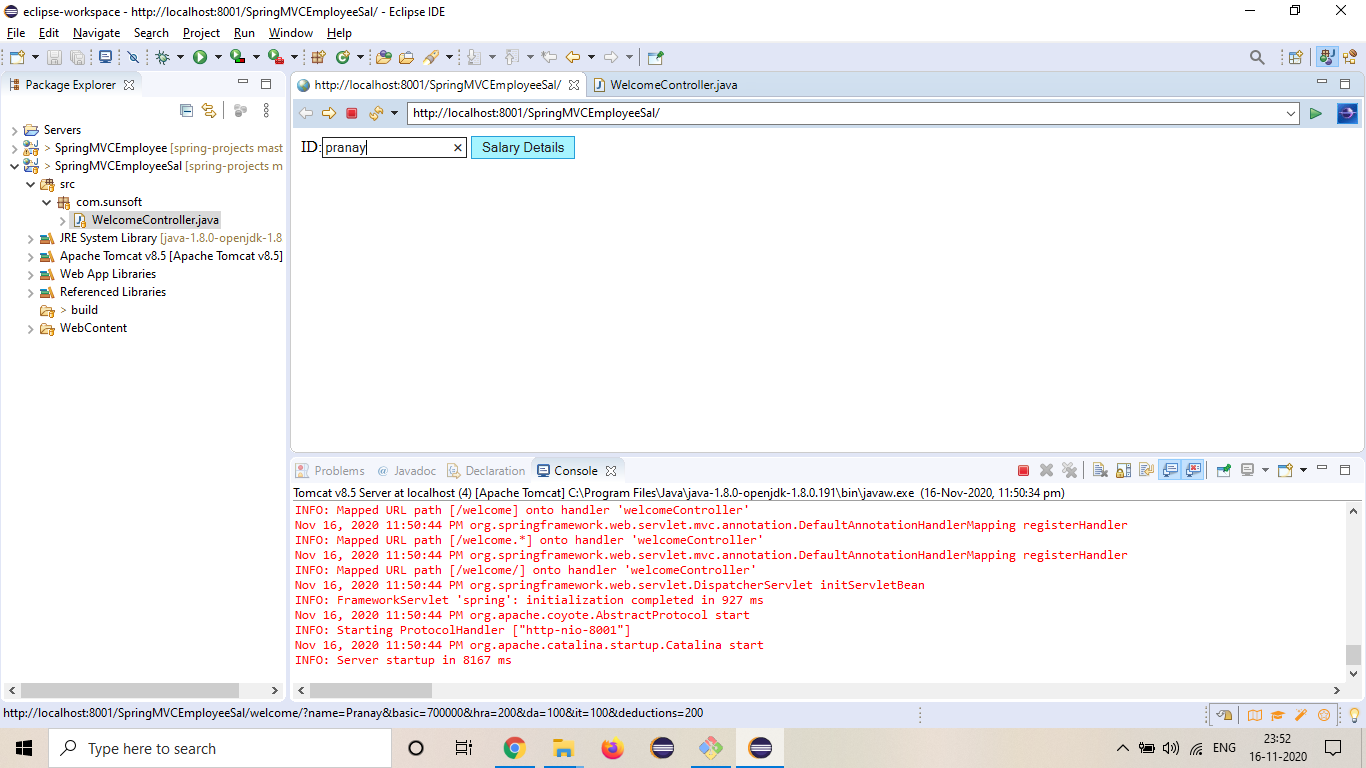 eclipse-workspace - http://localhost:8001/SpringMVCEmployeeSal/ - Eclipse IDE
File Edit Navigate Search Project Run Window Help
Package Explorer
http://localhost:8001/SpringMVCEmployeeSal/ WelcomeController.java
http://localhost:8001/SpringMVCEmployeeSal/
Servers
> SpringMVCEmployee [spring-projects mast
> SpringMVCEmployeeSal [spring-projects m
src
com.sunsoft
WelcomeController.java
JRE System Library [java-1.8.0-openjdk-1.8
Apache Tomcat v8.5 [Apache Tomcat v8.5]
Web App Libraries
Referenced Libraries
> build
WebContent
ID: pranay Salary Details
Problems @ Javadoc Declaration Console
Tomcat v8.5 Server at localhost (4) [Apache Tomcat] C:\Program Files\Java\java-1.8.0-openjdk-1.8.0.191\bin\javaw.exe (16-Nov-2020, 11:50:34 pm)
INFO: Mapped URL path [/welcome] onto handler 'welcomeController'
Nov 16, 2020 11:50:44 PM org.springframework.web.servlet.mvc.annotation.DefaultAnnotationHandlerMapping registerHandler
INFO: Mapped URL path [/welcome.*] onto handler 'welcomeController'
Nov 16, 2020 11:50:44 PM org.springframework.web.servlet.mvc.annotation.DefaultAnnotationHandlerMapping registerHandler
INFO: Mapped URL path [/welcome/] onto handler 'welcomeController'
Nov 16, 2020 11:50:44 PM org.springframework.web.servlet.DispatcherServlet initServletBean
INFO: FrameworkServlet 'spring': initialization completed in 927 ms
Nov 16, 2020 11:50:44 PM org.apache.coyote.AbstractProtocol start
INFO: Starting ProtocolHandler ["http-nio-8001"]
Nov 16, 2020 11:50:44 PM org.apache.catalina.startup.Catalina start
INFO: Server startup in 8167 ms
http://localhost:8001/SpringMVCEmployeeSal/welcome/?name=Pranay&basic=700000&hra=200&da=100&it=100&deductions=200
Type here to search
ENG
23:52
16-11-2020